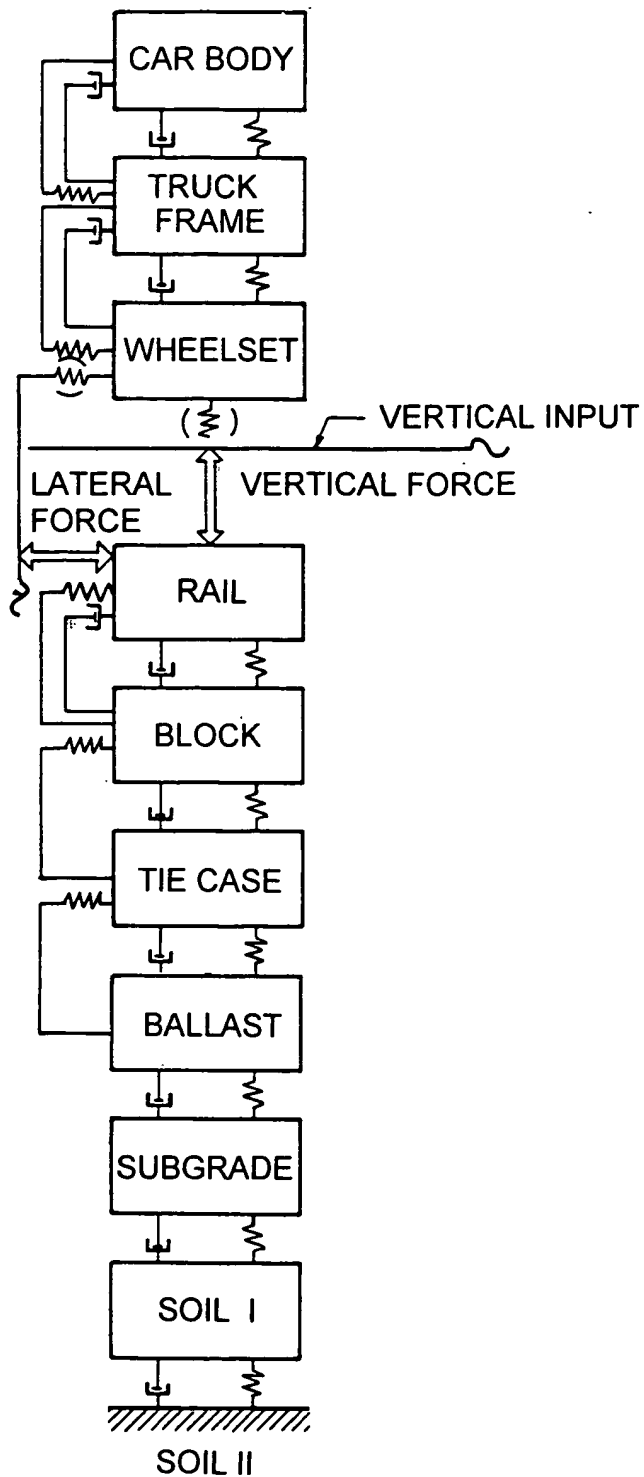 CAR BODY
TRUCK
FRAME
WHEELSET
VERTICAL INPUT
LATERAL
FORCE
VERTICAL FORCE
RAIL
BLOCK
TIE CASE
BALLAST
SUBGRADE
SOIL I
SOIL II